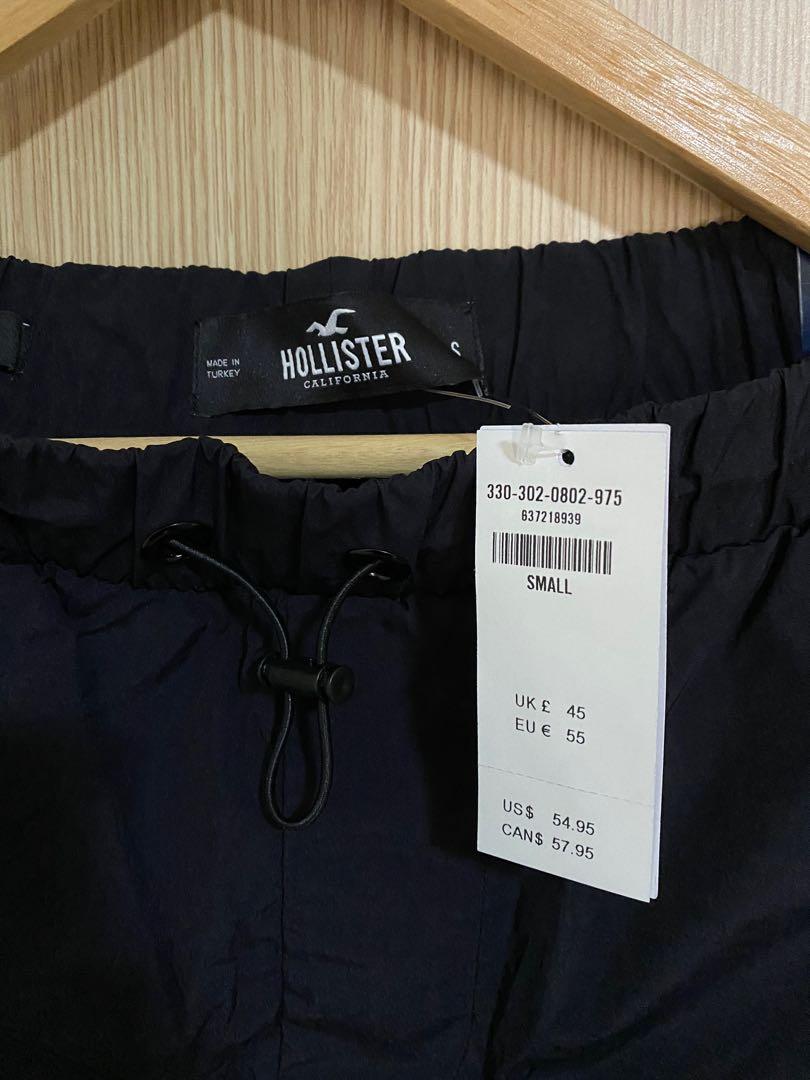 MADE IN
TURKEY
HOLLISTER
CALIFORNIA
S
330-302-0802-975
637218939
SMALL
UK £ 45
EU € 55
US$ 54.95
CAN$ 57.95